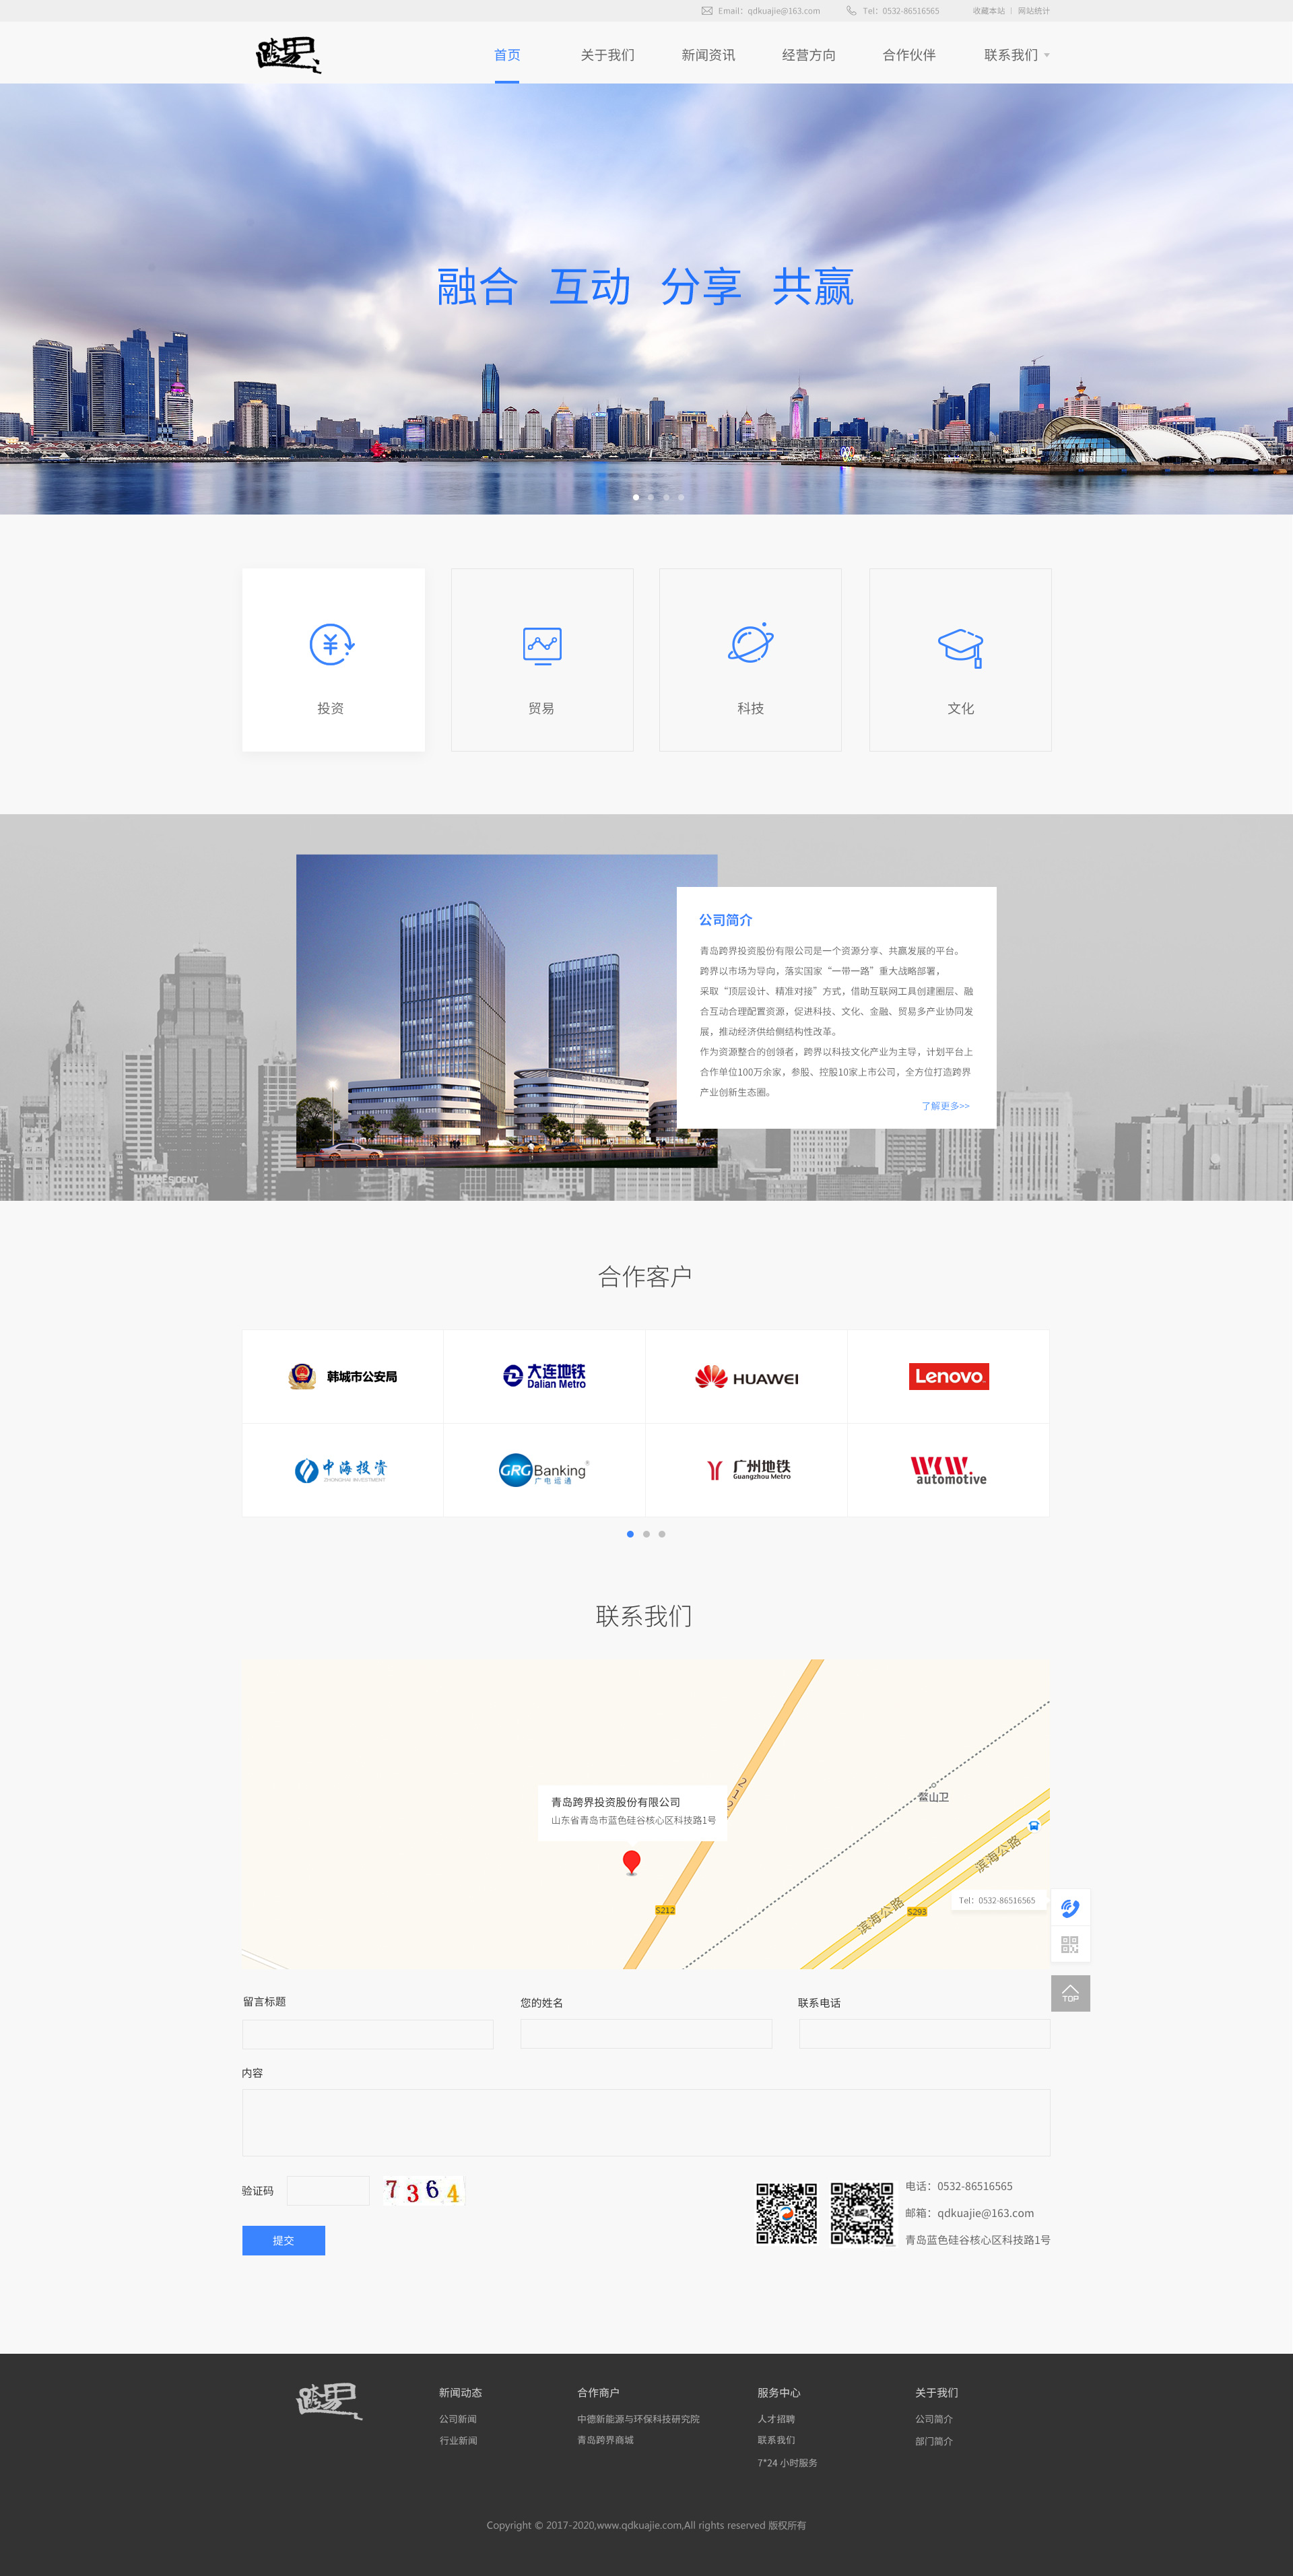 Email：qdkuajie@163.com Tel：0532-86516565 收藏本站 | 网站统计
跨界
首页 关于我们 新闻资讯 经营方向 合作伙伴 联系我们
融合 互动 分享 共赢
投资 贸易 科技 文化
公司简介
青岛跨界投资股份有限公司是一个资源分享、共赢发展的平台。
跨界以市场为导向，落实国家“一带一路”重大战略部署，
采取“顶层设计、精准对接”方式，借助互联网工具创建圈层、融
合互动合理配置资源，促进科技、文化、金融、贸易多产业协同发
展，推动经济供给侧结构性改革。
作为资源整合的创领者，跨界以科技文化产业为主导，计划平台上
合作单位100万余家，参股、控股10家上市公司，全方位打造跨界
产业创新生态圈。
了解更多>>
合作客户
韩城市公安局
大连地铁
Dalian Metro
HUAWEI
Lenovo
中海投资
ZHONGHAI INVESTMENT
GRGBanking®
广电运通
广州地铁
Guangzhou Metro
WKW.
automotive
联系我们
212
鳌山卫
青岛跨界投资股份有限公司
山东省青岛市蓝色硅谷核心区科技路1号
滨海公路
Tel：0532-86516565
S212
滨海公路
S293
TOP
留言标题 您的姓名 联系电话
内容
验证码 7364
提交
电话：0532-86516565
邮箱：qdkuajie@163.com
青岛蓝色硅谷核心区科技路1号
跨界
新闻动态 合作商户 服务中心 关于我们
公司新闻 中德新能源与环保科技研究院 人才招聘 公司简介
行业新闻 青岛跨界商城 联系我们 部门简介
7*24 小时服务
Copyright © 2017-2020,www.qdkuajie.com,All rights reserved 版权所有